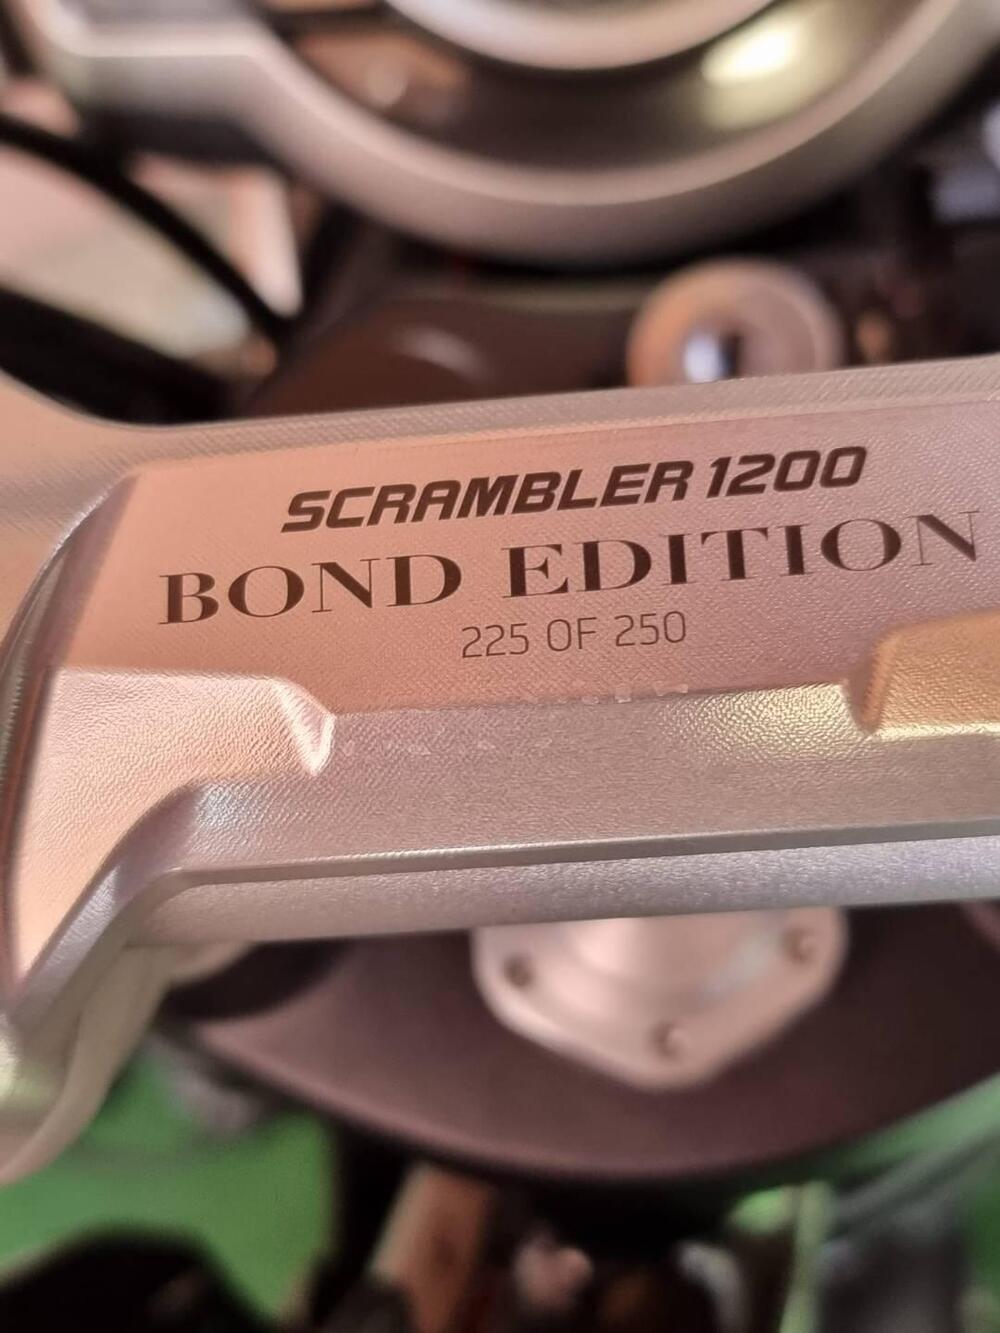 SCRAMBLER 1200
BOND EDITION
225 OF 250